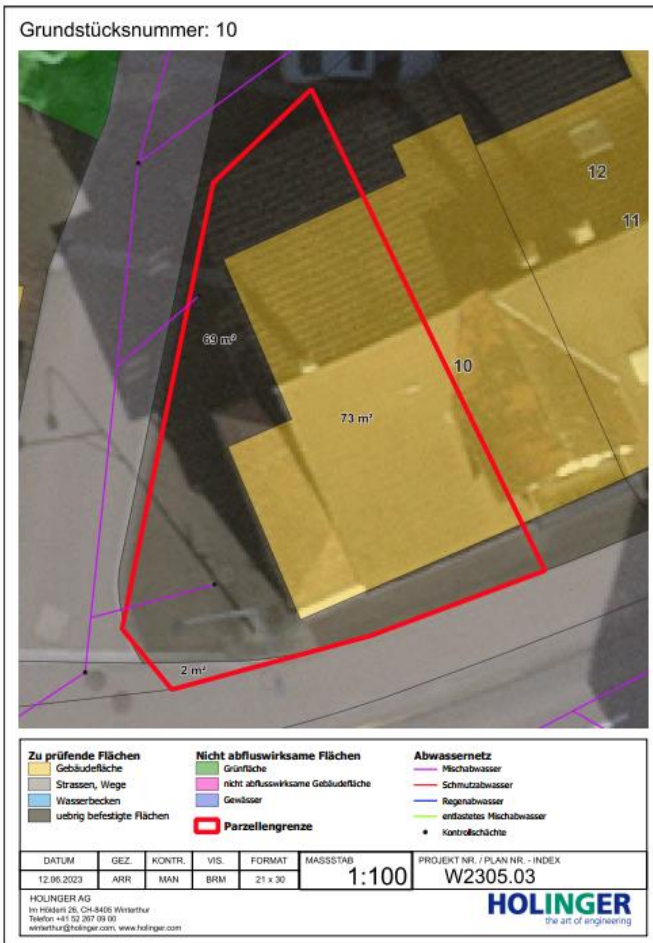 Grundstücksnummer: 10
12
11
69 m²
10
73 m²
2 m²
Zu prüfende Flächen
Gebäudefläche
Strassen, Wege
Wasserbecken
uebrig befestigte Flächen
Nicht abfluswirksame Flächen
Grünfläche
nicht abflusswirksame Gebäudefläche
Gewässer
Parzellengrenze
Abwassernetz
Mischabwasser
Schmutzabwasser
Regenabwasser
entlastetes Mischabwasser
Kontrollschächte
DATUM GEZ. KONTR. VIS. FORMAT MASSSTAB PROJEKT NR. / PLAN NR. - INDEX
12.06.2023 ARR MAN BRM 21 x 30 1:100 W2305.03
HOLINGER AG
Im Hölderli 26, CH-8405 Winterthur
Telefon +41 52 267 09 00
winterthur@holinger.com, www.holinger.com
HOLINGER
the art of engineering